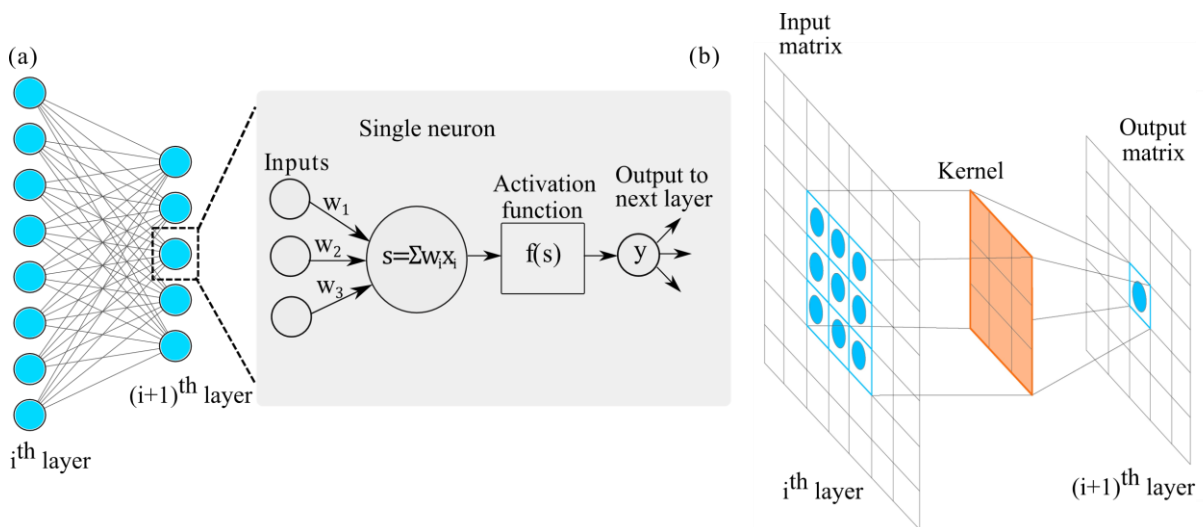 (a)
Single neuron
Inputs
w₁
w₂
w₃
s=Σwᵢxᵢ
Activation
function
f(s)
Output to
next layer
y
(i+1)ᵗʰ layer
iᵗʰ layer
(b)
Input
matrix
Kernel
Output
matrix
iᵗʰ layer
(i+1)ᵗʰ layer